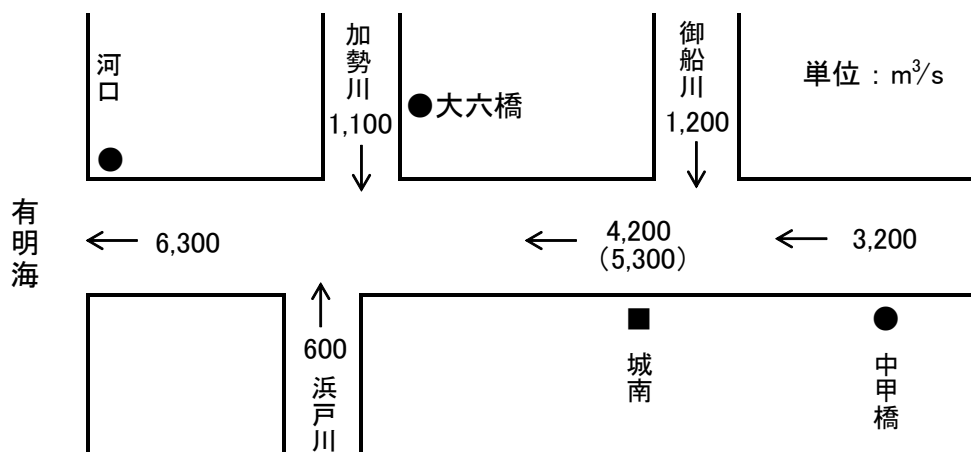 河口
加勢川
1,100
●大六橋
御船川
1,200
単位:m³/s
有明海
6,300
4,200
(5,300)
3,200
600
浜戸川
■
城南
●
中甲橋